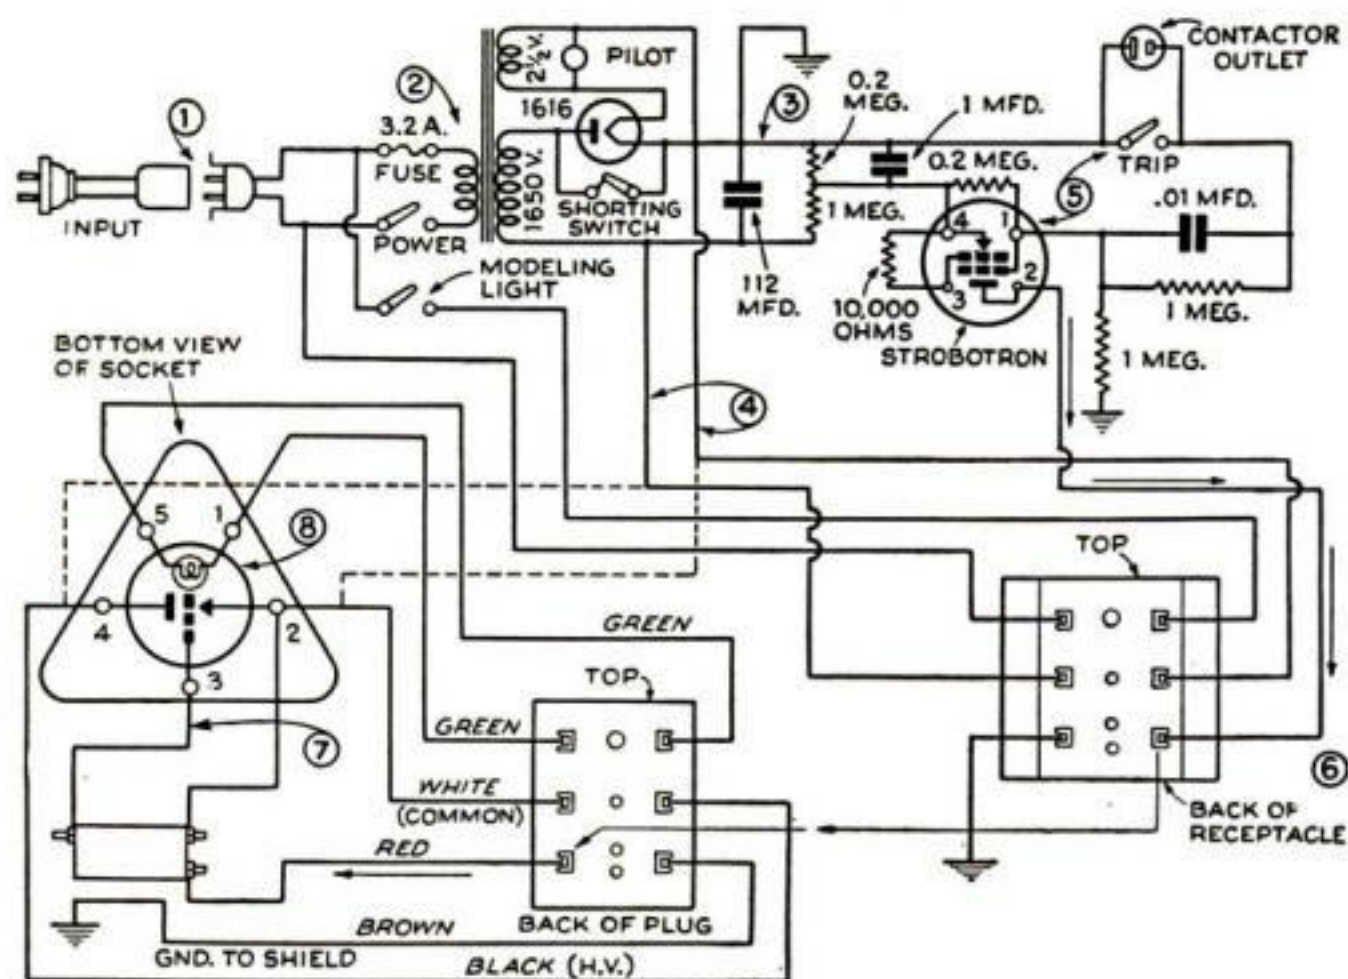 CONTACTOR
OUTLET
2½ V.
PILOT
0.2
MEG.
1 MFD.
①
②
3.2 A.
FUSE
1616
③
0.2 MEG.
TRIP
INPUT
POWER
1650 V.
SHORTING
SWITCH
1 MEG.
⑤
.01 MFD.
4
1
MODELING
LIGHT
112
MFD.
3
2
10,000
OHMS
STROBOTRON
1 MEG.
1 MEG.
BOTTOM VIEW
OF SOCKET
④
5
1
⑧
TOP
4
2
GREEN
3
TOP
GREEN
⑦
⑥
WHITE
(COMMON)
BACK OF
RECEPTACLE
RED
BROWN
BACK OF PLUG
GND. TO SHIELD
BLACK (H.V.)